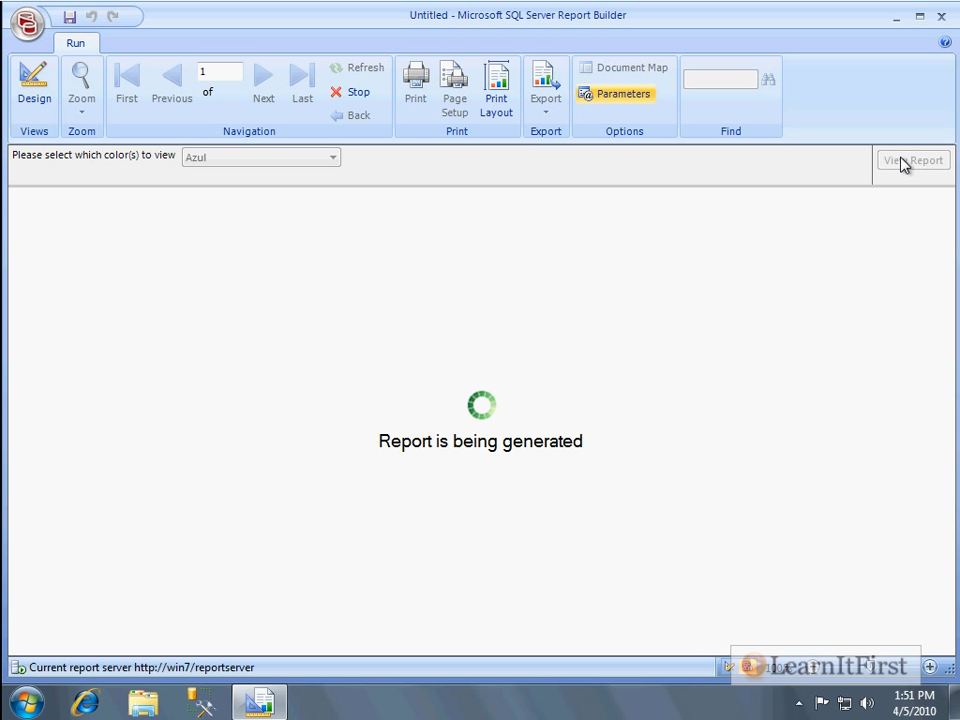 Untitled - Microsoft SQL Server Report Builder
Run
Design
Zoom
First
Previous
1
of
Next
Last
Refresh
Stop
Back
Print
Page Setup
Print Layout
Export
Document Map
Parameters
Views
Zoom
Navigation
Print
Export
Options
Find
Please select which color(s) to view
Azul
View Report
Report is being generated
Current report server http://win7/reportserver
LearnItFirst
1:51 PM
4/5/2010